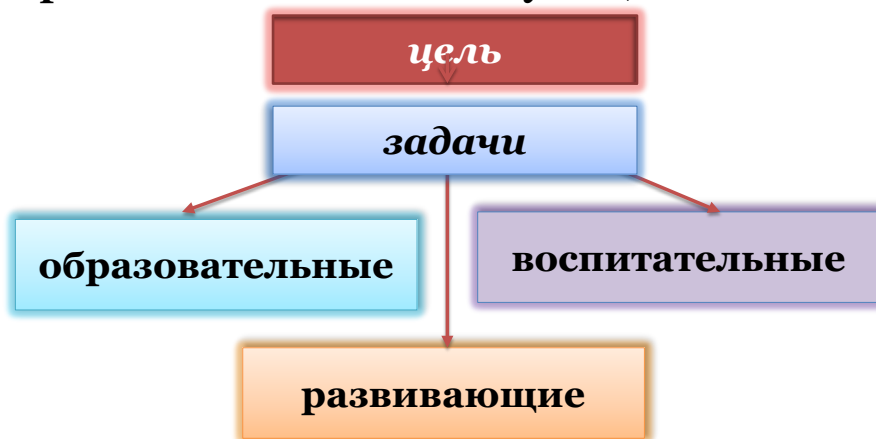 цель
задачи
образовательные
воспитательные
развивающие